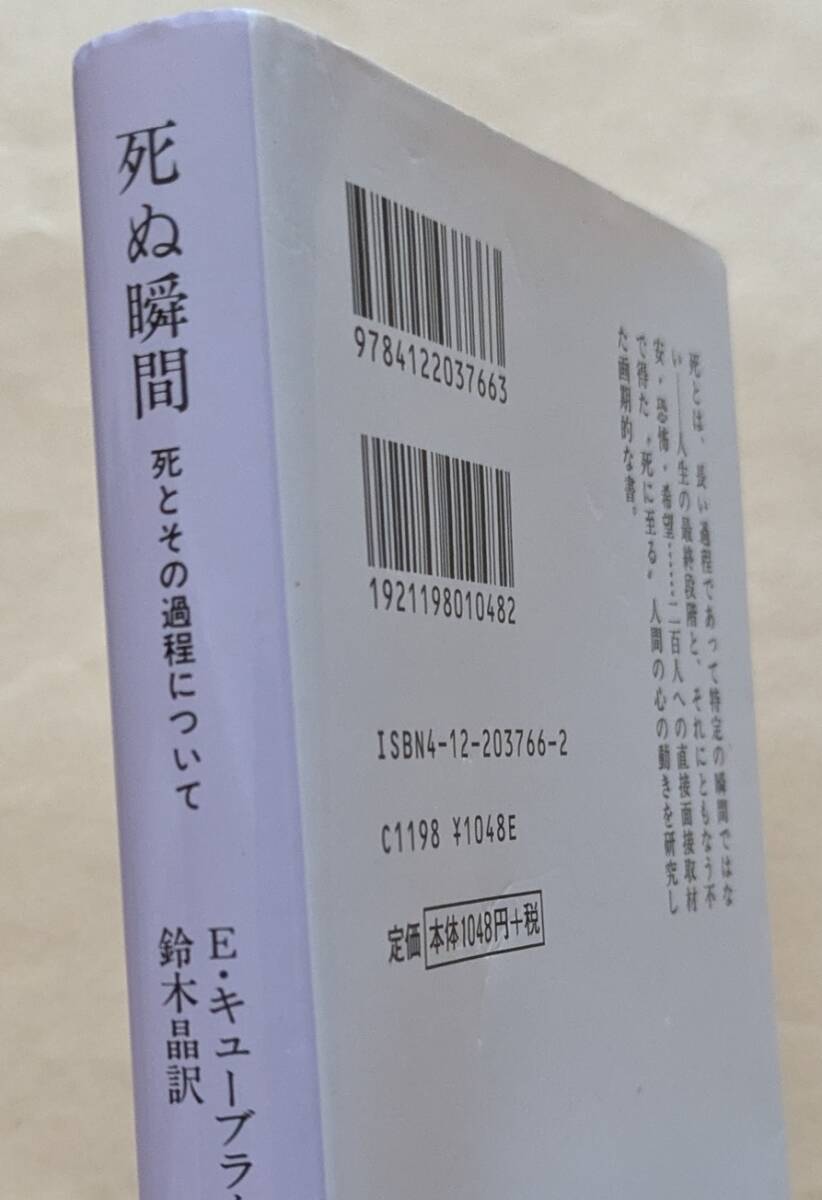 死ぬ瞬間 死とその過程について
E・キューブラ
鈴木晶訳
9784122037663
1921198010482
ISBN4-12-203766-2
C1198 ¥1048E
定価 本体1048円+税
死とは、長い過程であって特定の瞬間ではな
い――人生の最終段階と、それにともなう不
安・恐怖・希望……二百人への直接面接取材
で得た〝死に至る〟人間の心の動きを研究し
た画期的な書。